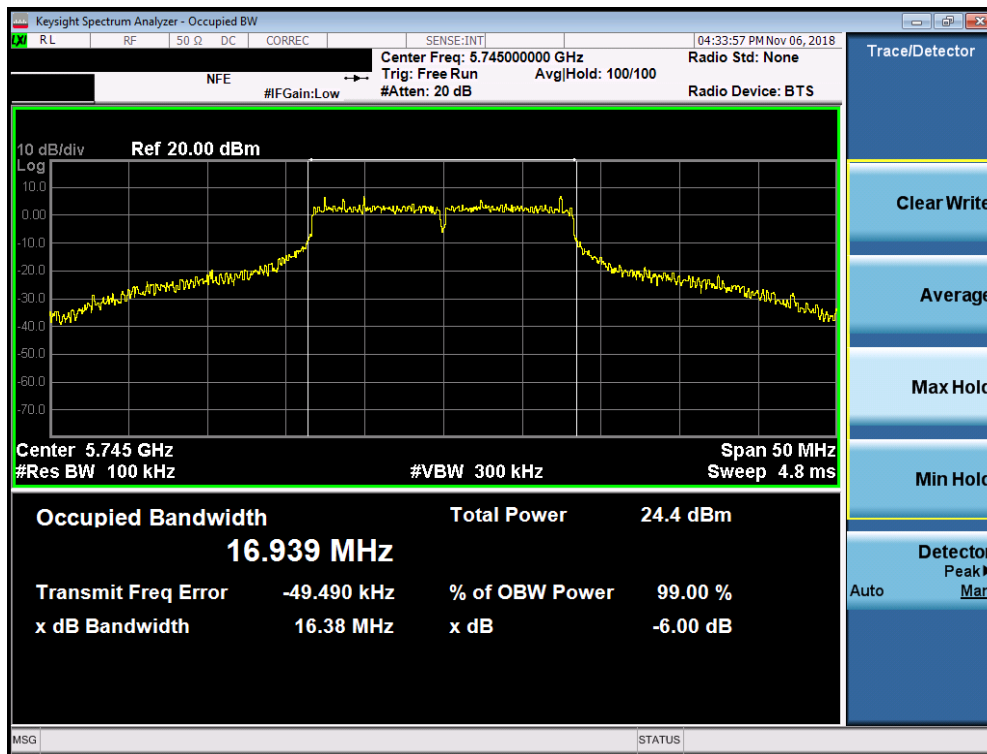 Keysight Spectrum Analyzer - Occupied BW
LXI RL RF 50 Ω DC CORREC SENSE:INT 04:33:57 PM Nov 06, 2018
Center Freq: 5.745000000 GHz Radio Std: None
NFE Trig: Free Run Avg|Hold: 100/100
#IFGain:Low #Atten: 20 dB Radio Device: BTS
10 dB/div Ref 20.00 dBm
Log
10.0
0.00
-10.0
-20.0
-30.0
-40.0
-50.0
-60.0
-70.0
Center 5.745 GHz Span 50 MHz
#Res BW 100 kHz #VBW 300 kHz Sweep 4.8 ms
Occupied Bandwidth Total Power 24.4 dBm
16.939 MHz
Transmit Freq Error -49.490 kHz % of OBW Power 99.00 %
x dB Bandwidth 16.38 MHz x dB -6.00 dB
MSG STATUS
Trace/Detector
Clear Write
Average
Max Hold
Min Hold
Detector
Peak
Auto Man